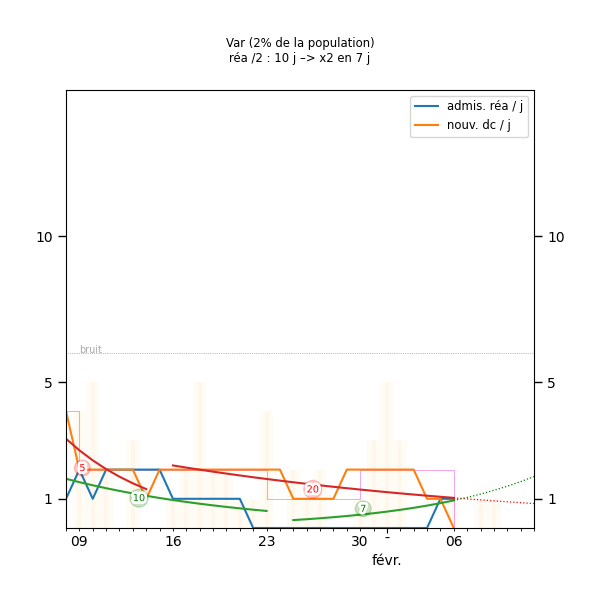 Var (2% de la population)
réa /2 : 10 j –> x2 en 7 j
admis. réa / j
nouv. dc / j
10
10
bruit
5
5
5
20
10
7
1
1
09
16
23
30
-
06
févr.